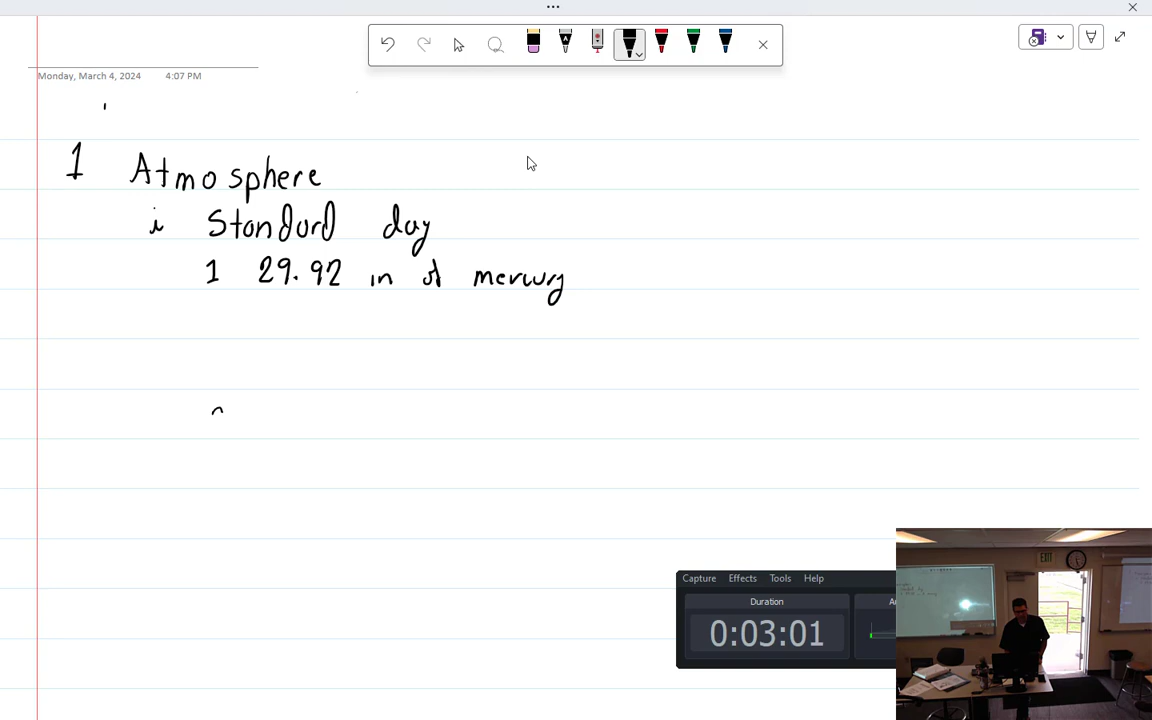 Monday, March 4, 2024 4:07 PM
1 Atmosphere
i Standard day
1 29.92 in of mercury
Capture Effects Tools Help
Duration
0:03:01
EXIT